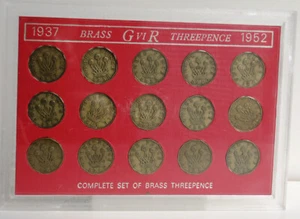 1937 BRASS GviR THREEPENCE 1952
COMPLETE SET OF BRASS THREEPENCE